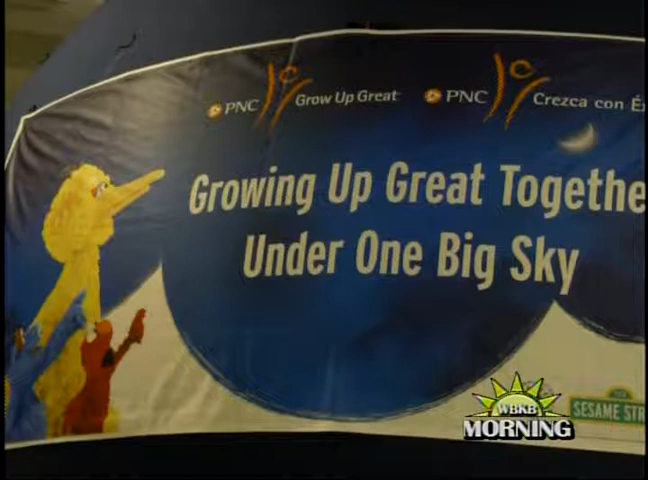 PNC Grow Up Great
PNC Crezca con É
Growing Up Great Togethe
Under One Big Sky
WBKB
MORNING
SESAME STR